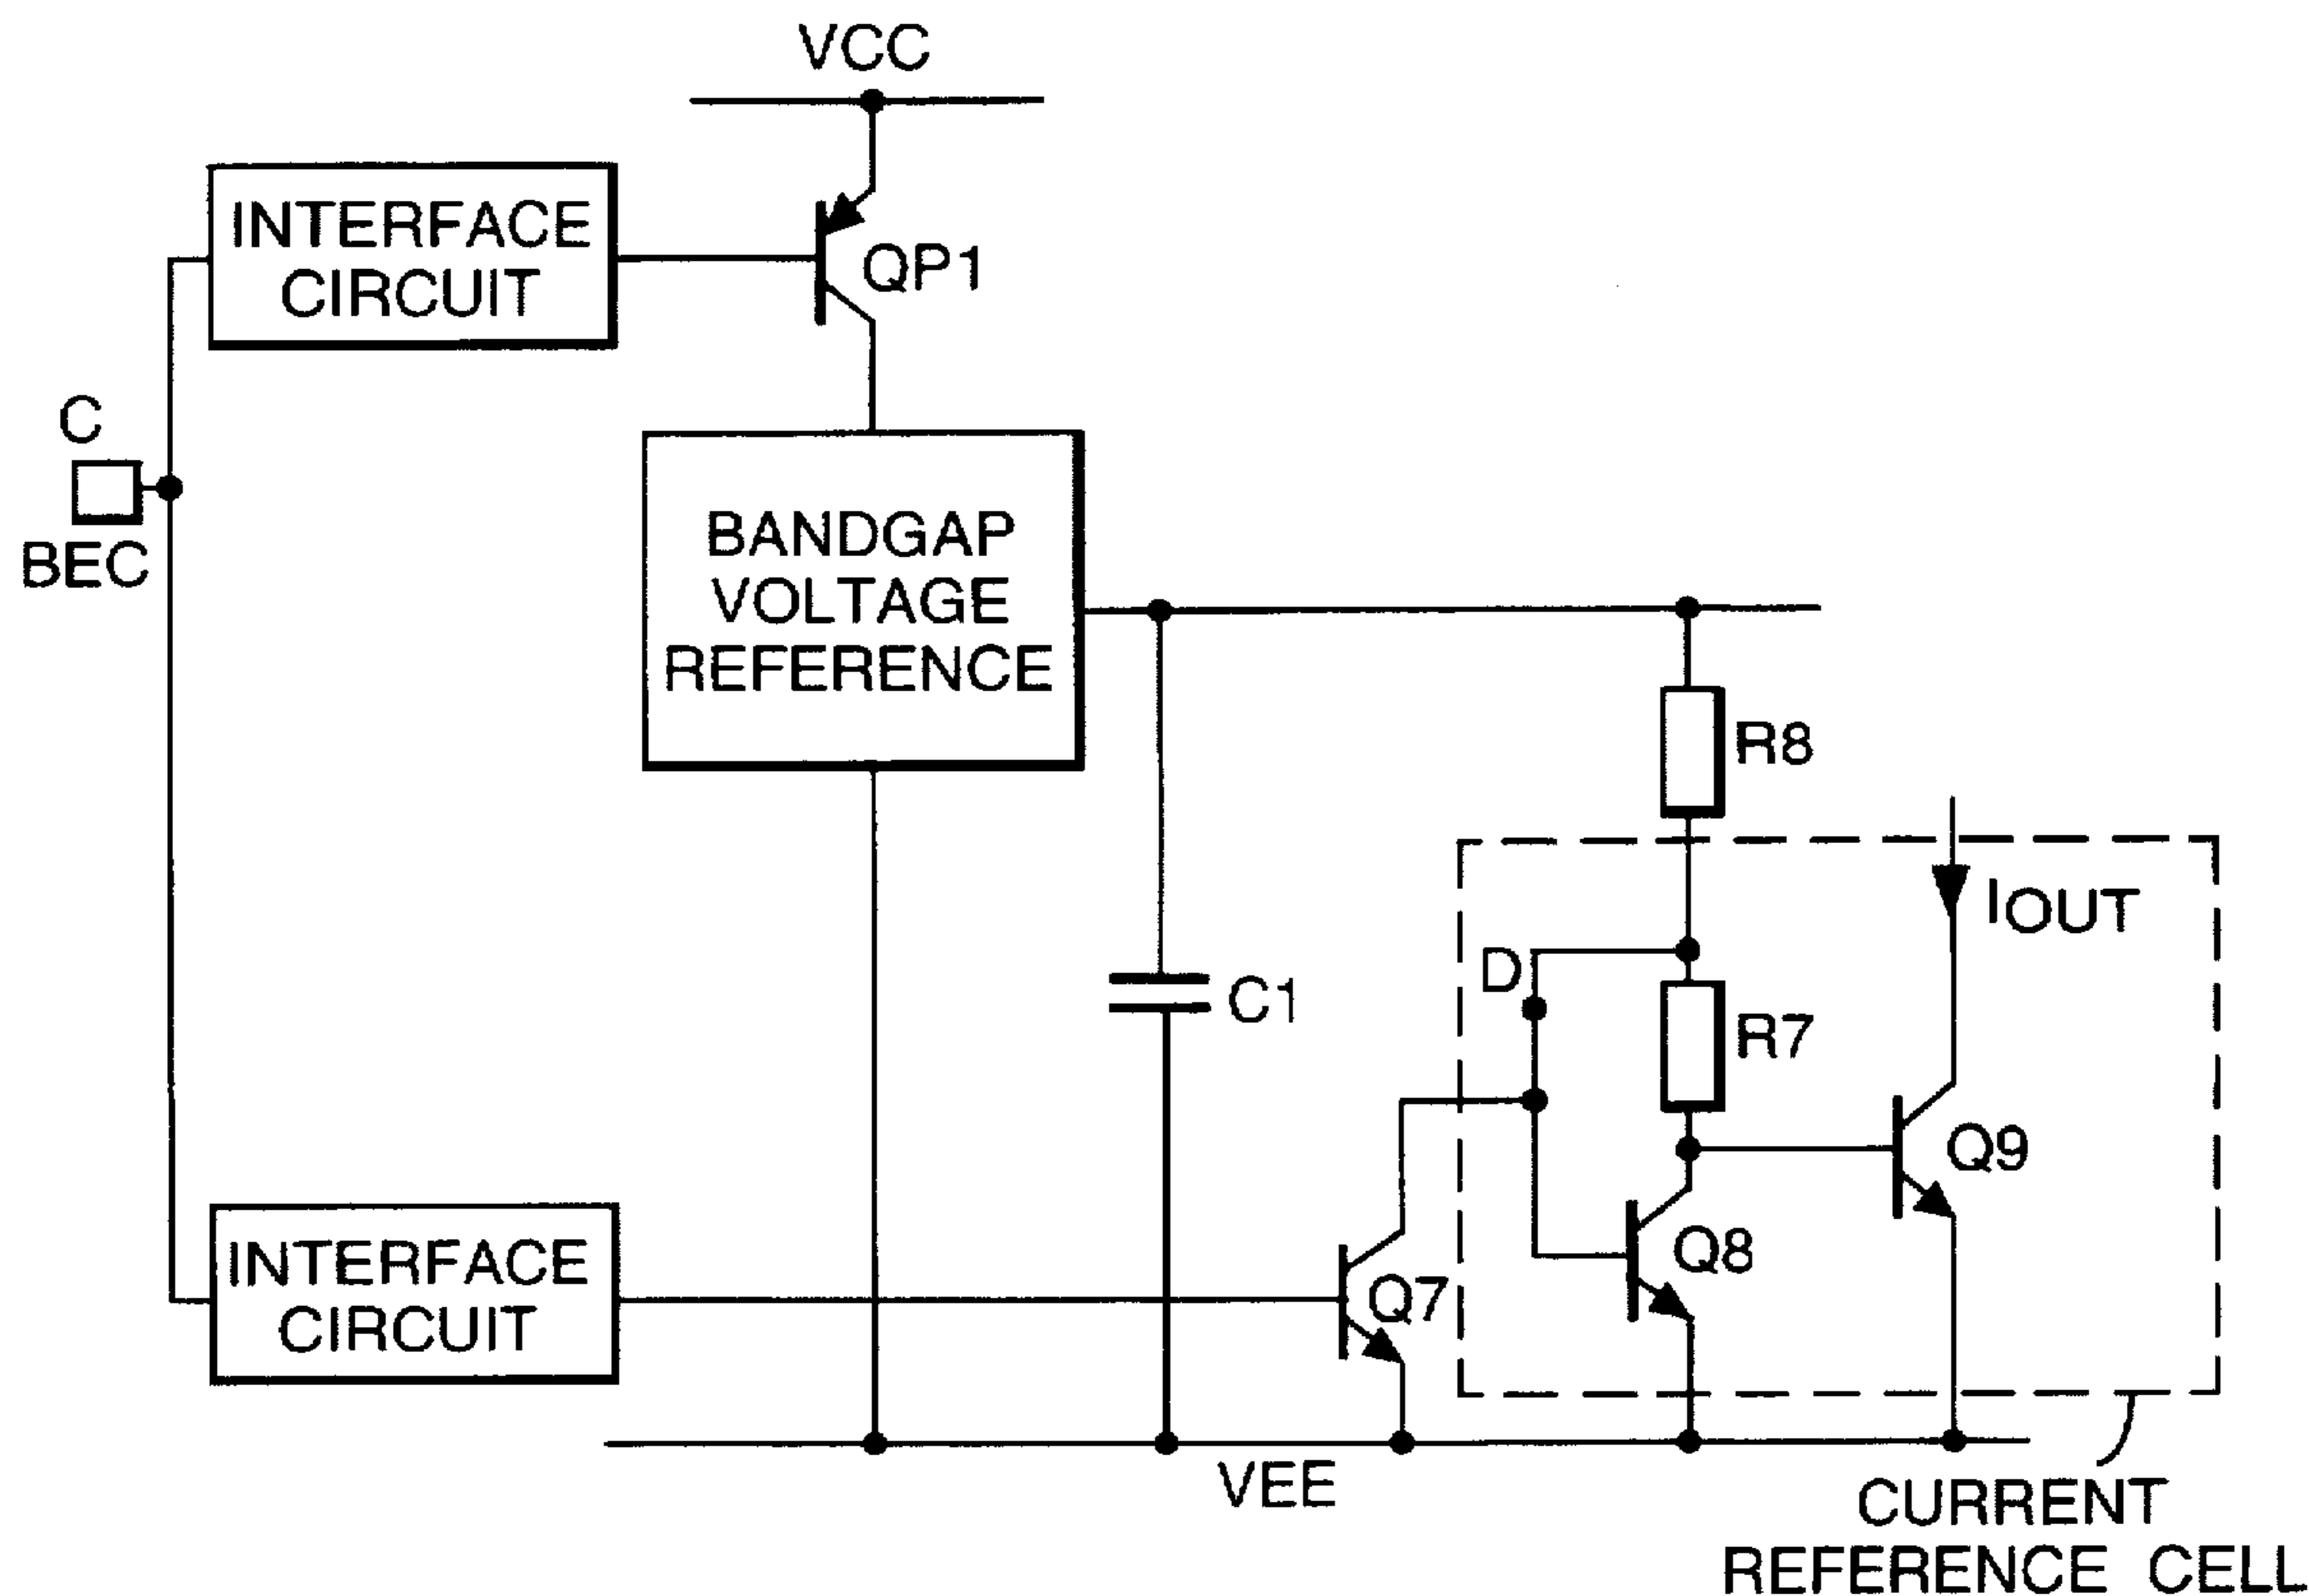 VCC
INTERFACE
CIRCUIT
QP1
C
BEC
BANDGAP
VOLTAGE
REFERENCE
R8
IOUT
D
C1
R7
Q9
Q8
INTERFACE
CIRCUIT
Q7
VEE
CURRENT
REFERENCE CELL